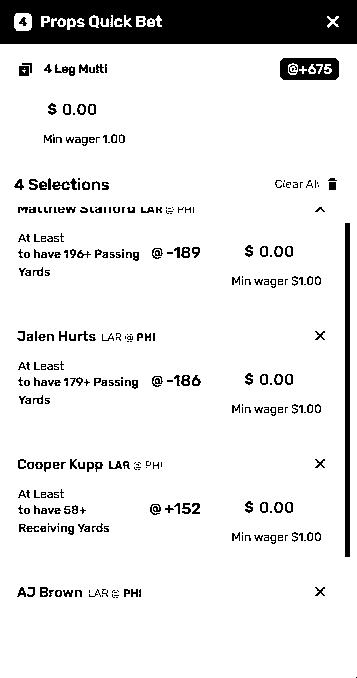 4 Props Quick Bet
4 Leg Multi @+675
$ 0.00
Min wager 1.00
4 Selections Clear All
Matthew Stafford LAR @ PHI
At Least
to have 196+ Passing Yards @ -189 $ 0.00
Min wager $1.00
Jalen Hurts LAR @ PHI
At Least
to have 179+ Passing Yards @ -186 $ 0.00
Min wager $1.00
Cooper Kupp LAR @ PHI
At Least
to have 58+ Receiving Yards @ +152 $ 0.00
Min wager $1.00
AJ Brown LAR @ PHI